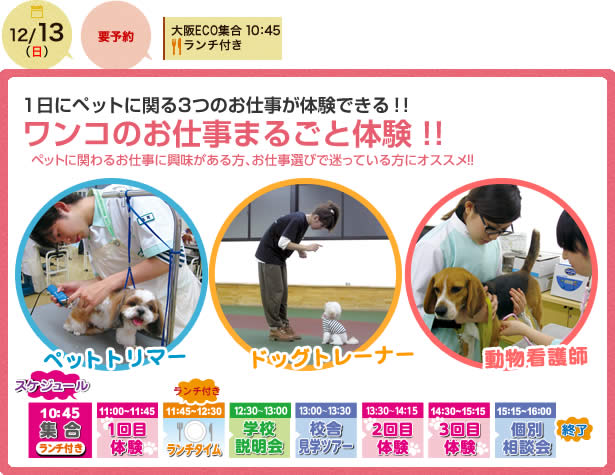 12/13
(日)
要予約
大阪ECO集合 10:45
ランチ付き
1日にペットに関る3つのお仕事が体験できる!!
ワンコのお仕事まるごと体験 !!
ペットに関わるお仕事に興味がある方、お仕事選びで迷っている方にオススメ!!
ペットトリマー
ドッグトレーナー
動物看護師
スケジュール
10:45
集合
ランチ付き
11:00~11:45
1回目
体験
ランチ付き
11:45~12:30
ランチタイム
12:30~13:00
学校
説明会
13:00~13:30
校舎
見学ツアー
13:30~14:15
2回目
体験
14:30~15:15
3回目
体験
15:15~16:00
個別
相談会
終了